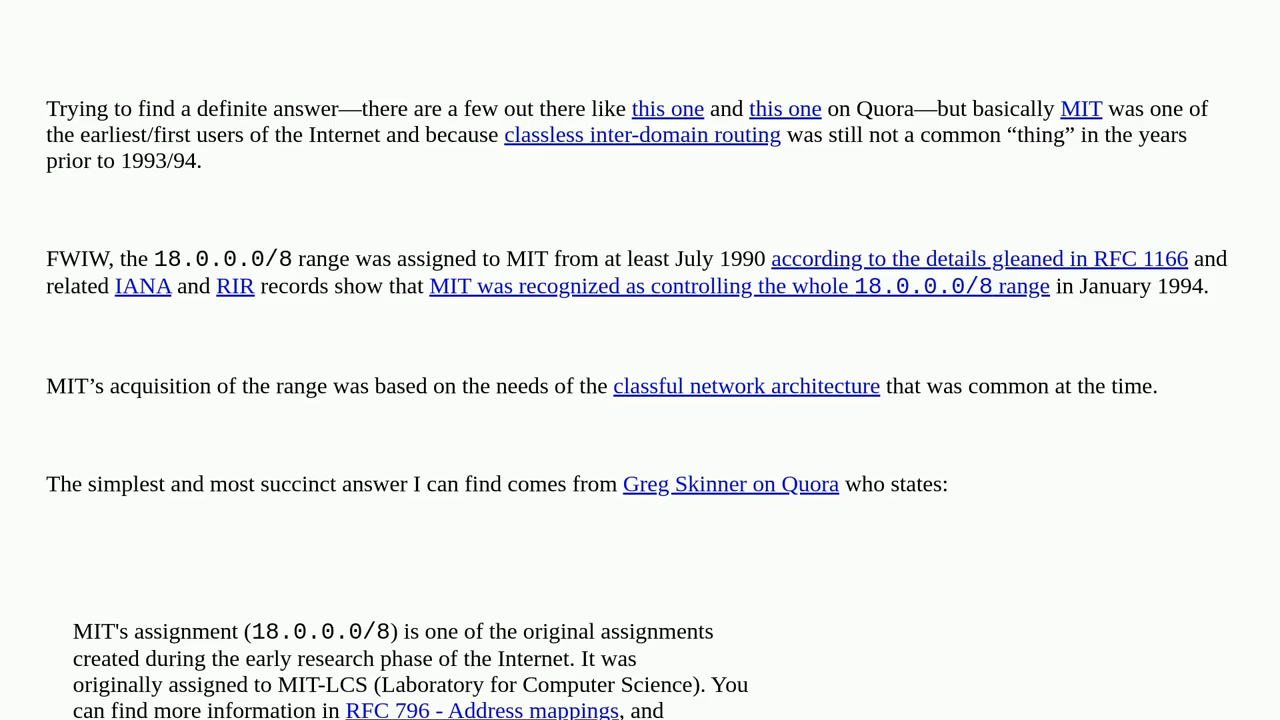 Trying to find a definite answer—there are a few out there like this one and this one on Quora—but basically MIT was one of
the earliest/first users of the Internet and because classless inter-domain routing was still not a common “thing” in the years
prior to 1993/94.
FWIW, the 18.0.0.0/8 range was assigned to MIT from at least July 1990 according to the details gleaned in RFC 1166 and
related IANA and RIR records show that MIT was recognized as controlling the whole 18.0.0.0/8 range in January 1994.
MIT’s acquisition of the range was based on the needs of the classful network architecture that was common at the time.
The simplest and most succinct answer I can find comes from Greg Skinner on Quora who states:
MIT's assignment (18.0.0.0/8) is one of the original assignments
created during the early research phase of the Internet. It was
originally assigned to MIT-LCS (Laboratory for Computer Science). You
can find more information in RFC 796 - Address mappings, and